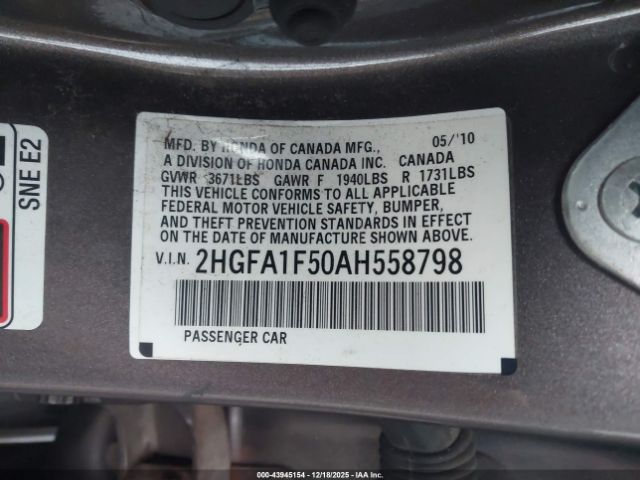 SNE E2
MFD. BY HONDA OF CANADA MFG., 05/'10
A DIVISION OF HONDA CANADA INC. CANADA
GVWR 3671LBS GAWR F 1940LBS R 1731LBS
THIS VEHICLE CONFORMS TO ALL APPLICABLE
FEDERAL MOTOR VEHICLE SAFETY, BUMPER,
AND THEFT PREVENTION STANDARDS IN EFFECT
ON THE DATE OF MANUFACTURE SHOWN ABOVE.
V.I.N. 2HGFA1F50AH558798
PASSENGER CAR
000-43945154 - 12/18/2025 - IAA Inc.